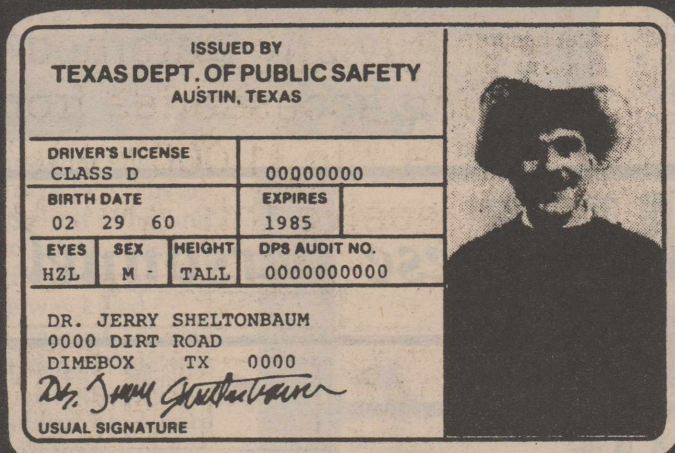 ISSUED BY
TEXAS DEPT. OF PUBLIC SAFETY
AUSTIN, TEXAS
DRIVER'S LICENSE
CLASS D 00000000
BIRTH DATE EXPIRES
02 29 60 1985
EYES SEX HEIGHT DPS AUDIT NO.
HZL M - TALL 0000000000
DR. JERRY SHELTONBAUM
0000 DIRT ROAD
DIMEBOX TX 0000
Dr. Jerry Sheltonbaum
USUAL SIGNATURE